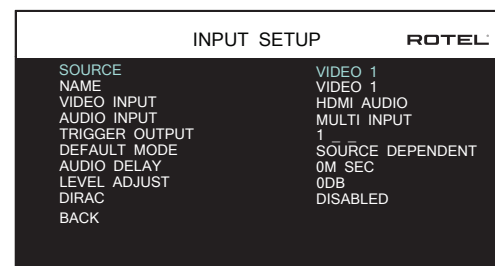 INPUT SETUP ROTEL
SOURCE VIDEO 1
NAME VIDEO 1
VIDEO INPUT HDMI AUDIO
AUDIO INPUT MULTI INPUT
TRIGGER OUTPUT 1 _ _
DEFAULT MODE SOURCE DEPENDENT
AUDIO DELAY 0M SEC
LEVEL ADJUST 0DB
DIRAC DISABLED
BACK